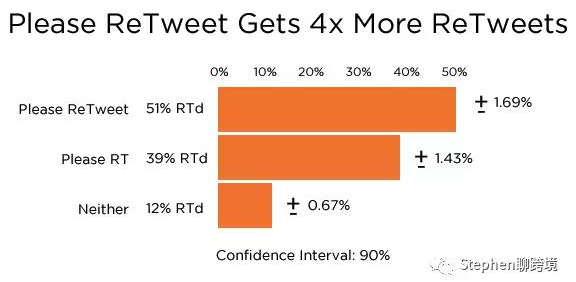 Please ReTweet Gets 4x More ReTweets
0% 10% 20% 30% 40% 50%
Please ReTweet 51% RTd ± 1.69%
Please RT 39% RTd ± 1.43%
Neither 12% RTd ± 0.67%
Confidence Interval: 90%
Stephen聊跨境